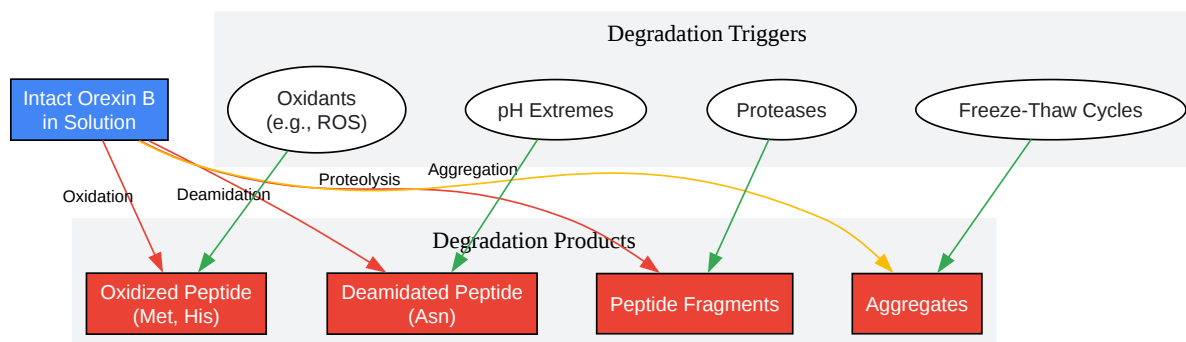 Degradation Triggers
Intact Orexin B
in Solution
Oxidants
(e.g., ROS)
pH Extremes
Proteases
Freeze-Thaw Cycles
Oxidation
Deamidation
Proteolysis
Aggregation
Degradation Products
Oxidized Peptide
(Met, His)
Deamidated Peptide
(Asn)
Peptide Fragments
Aggregates